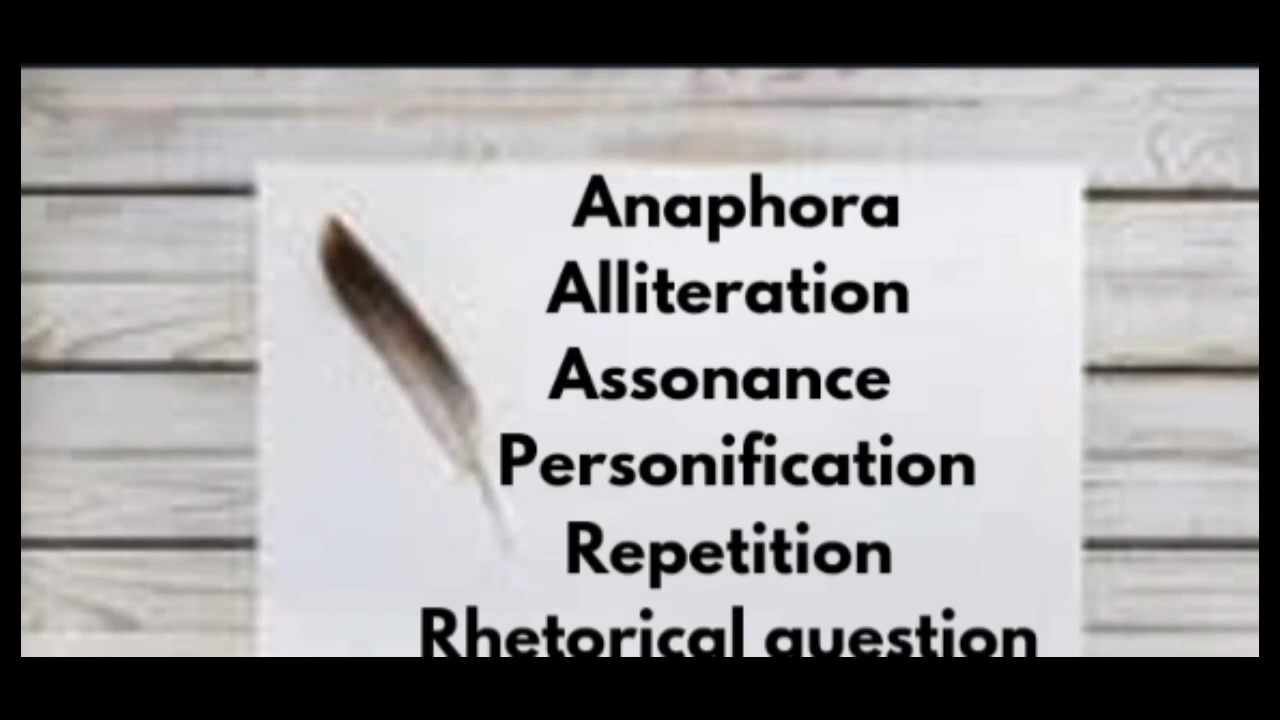 Anaphora
Alliteration
Assonance
Personification
Repetition
Rhetorical question